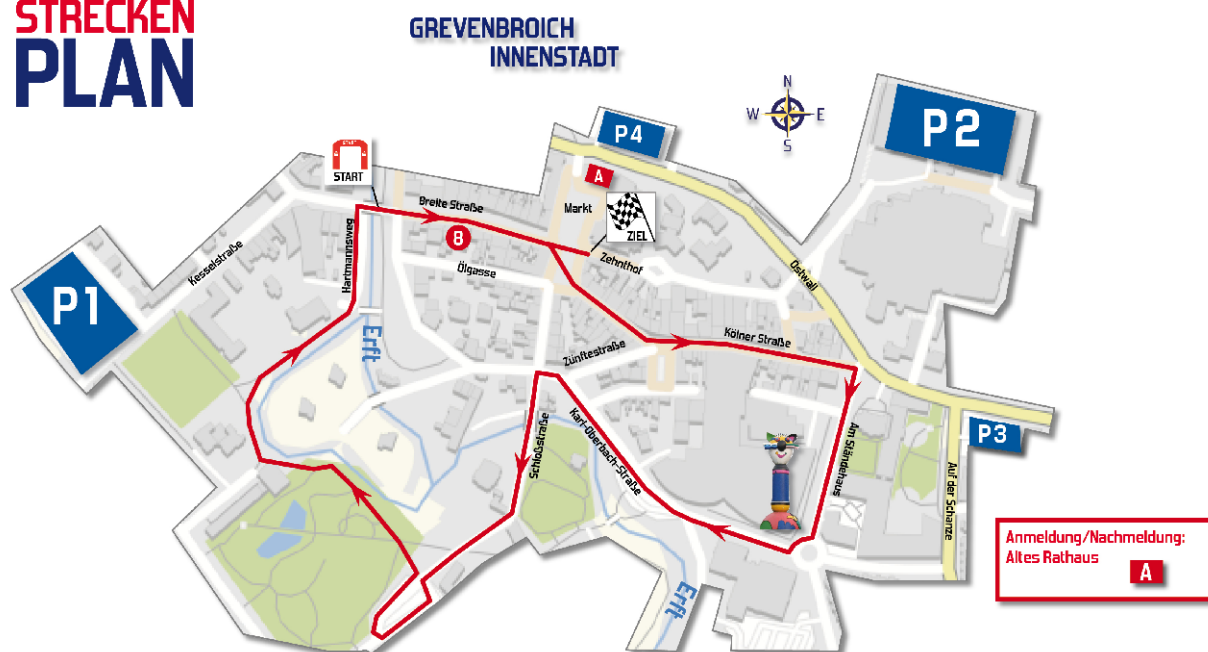 STRECKEN
PLAN
GREVENBROICH
INNENSTADT
N
W
E
S
P4
P2
START
START
A
Breite Straße
Markt
ZIEL
8
Hartmannsweg
Kesselstraße
Ölgasse
Zehnthof
Ostwall
P1
Erft
Zünftestraße
Kölner Straße
Schloßstraße
Karl-Oberbach-Straße
Am Ständehaus
P3
Auf der Schanze
Erft
Anmeldung/Nachmeldung:
Altes Rathaus
A